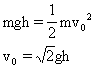 mgh = 1/2 mv₀²
v₀ = √2gh